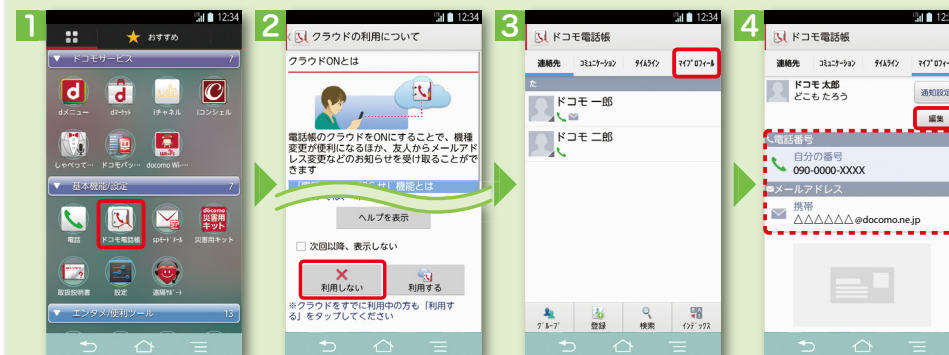 1
12:34
おすすめ
ドコモサービス 7
dメニュー
dマーケット
iチャネル
iコンシェル
しゃべって…
ドコモバッ…
docomo Wi-…
基本機能/設定 7
電話
ドコモ電話帳
spモードメール
災害用キット
docomo
災害用
キット
取扱説明書
設定
遠隔サポート
エンタメ/便利ツール 13
2
12:34
クラウドの利用について
クラウドONとは
電話帳のクラウドをONにすることで、機種
変更が便利になるほか、友人からメールアド
レス変更などのお知らせを受け取ることがで
きます
機能とは
ヘルプを表示
次回以降、表示しない
利用しない
利用する
※クラウドをすでに利用中の方も「利用す
る」をタップしてください
3
12:34
ドコモ電話帳
連絡先 コミュニケーション タイムライン マイプロフィール
た
ドコモ 一郎
ドコモ 二郎
グループ
登録
検索
インデックス
4
ドコモ電話帳
連絡先 コミュニケーション タイムライン
ドコモ 太郎
どこも たろう
通知設定
編集
電話番号
自分の番号
090-0000-XXXX
メールアドレス
携帯
△△△△△△@docomo.ne.jp